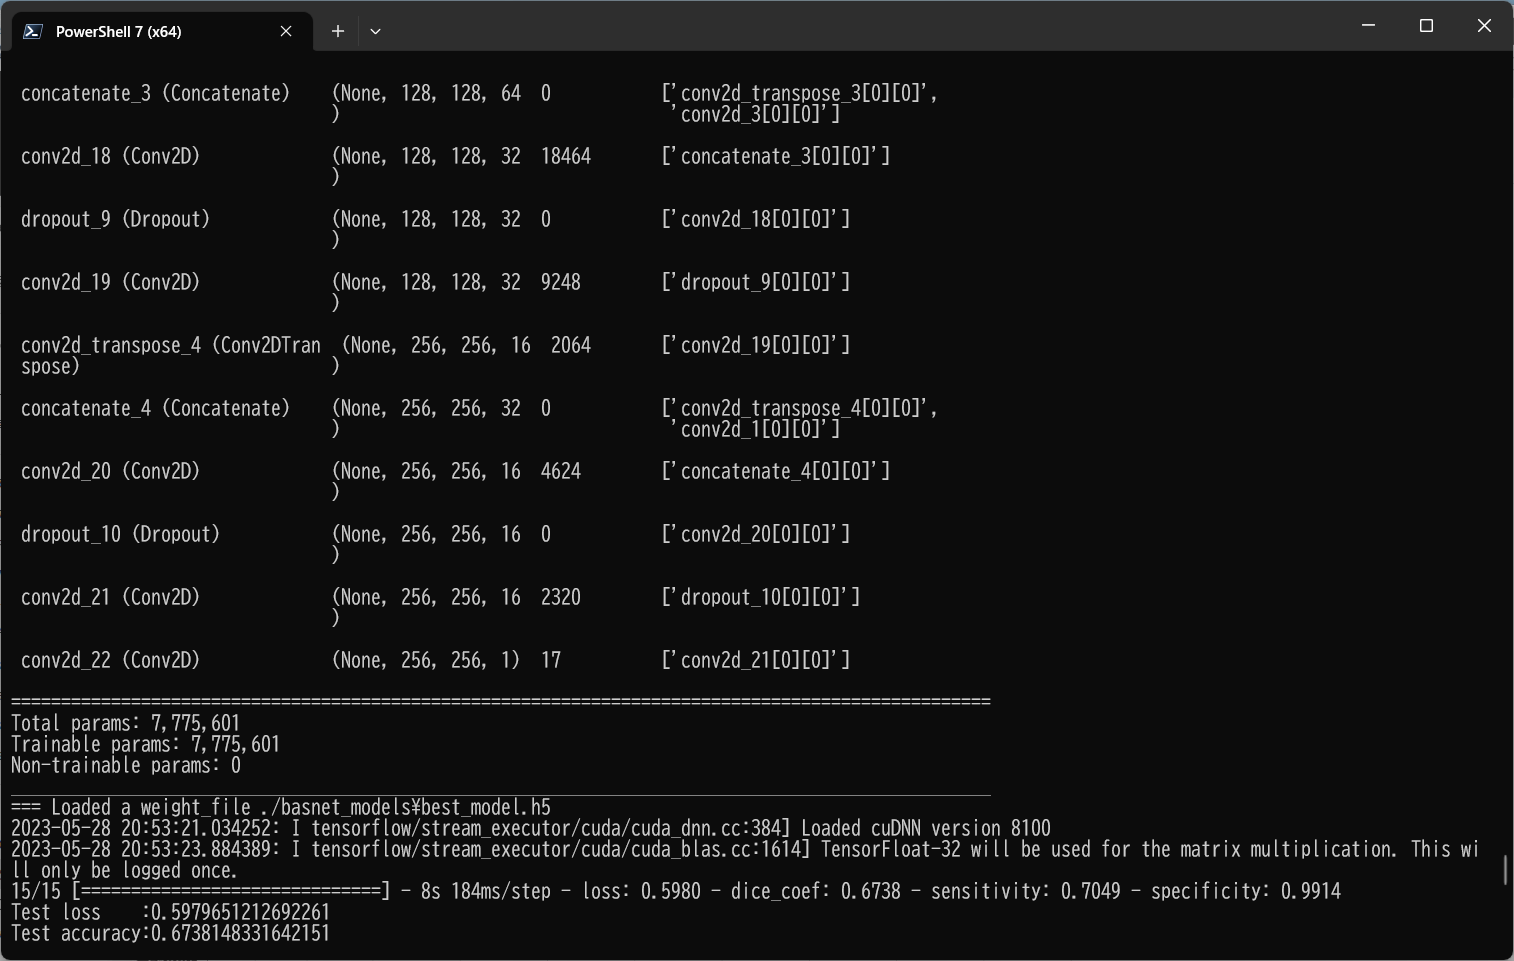 PowerShell 7 (x64)
concatenate_3 (Concatenate)    (None, 128, 128, 64  0           ['conv2d_transpose_3[0][0]',
)                                 'conv2d_3[0][0]']
conv2d_18 (Conv2D)             (None, 128, 128, 32  18464       ['concatenate_3[0][0]']
)
dropout_9 (Dropout)            (None, 128, 128, 32  0           ['conv2d_18[0][0]']
)
conv2d_19 (Conv2D)             (None, 128, 128, 32  9248        ['dropout_9[0][0]']
)
conv2d_transpose_4 (Conv2DTran  (None, 256, 256, 16  2064       ['conv2d_19[0][0]']
spose)                         )
concatenate_4 (Concatenate)    (None, 256, 256, 32  0           ['conv2d_transpose_4[0][0]',
)                                 'conv2d_1[0][0]']
conv2d_20 (Conv2D)             (None, 256, 256, 16  4624        ['concatenate_4[0][0]']
)
dropout_10 (Dropout)           (None, 256, 256, 16  0           ['conv2d_20[0][0]']
)
conv2d_21 (Conv2D)             (None, 256, 256, 16  2320        ['dropout_10[0][0]']
)
conv2d_22 (Conv2D)             (None, 256, 256, 1)  17          ['conv2d_21[0][0]']
==================================================================================================
Total params: 7,775,601
Trainable params: 7,775,601
Non-trainable params: 0
__________________________________________________________________________________________________
=== Loaded a weight_file ./basnet_models¥best_model.h5
2023-05-28 20:53:21.034252: I tensorflow/stream_executor/cuda/cuda_dnn.cc:384] Loaded cuDNN version 8100
2023-05-28 20:53:23.884389: I tensorflow/stream_executor/cuda/cuda_blas.cc:1614] TensorFloat-32 will be used for the matrix multiplication. This wi
ll only be logged once.
15/15 [==============================] - 8s 184ms/step - loss: 0.5980 - dice_coef: 0.6738 - sensitivity: 0.7049 - specificity: 0.9914
Test loss    :0.5979651212692261
Test accuracy:0.6738148331642151